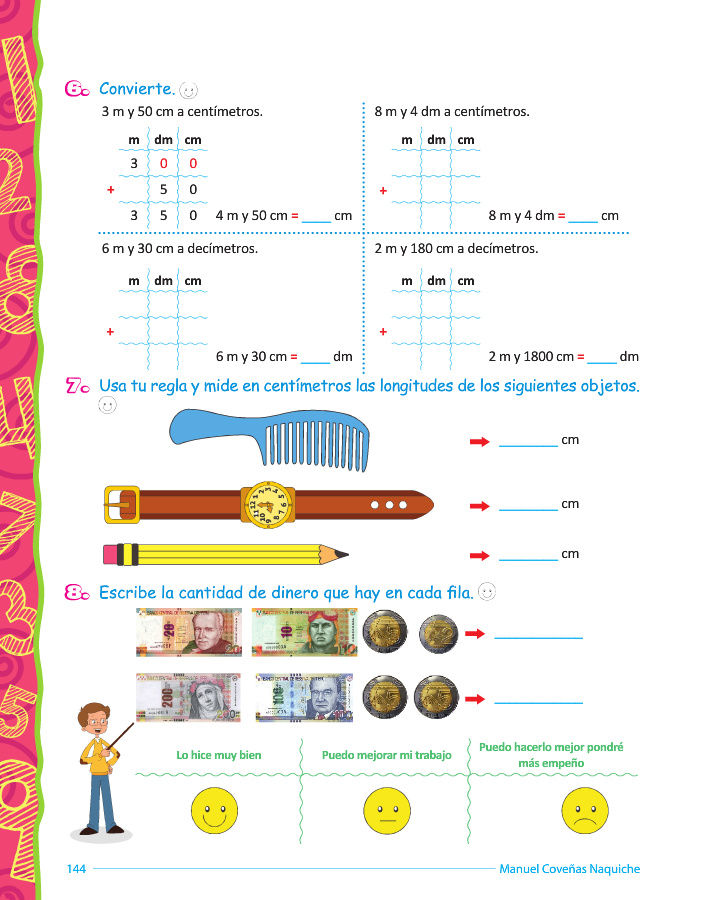 6. Convierte.
3 m y 50 cm a centímetros.
m dm cm
3 0 0
+ 5 0
3 5 0
4 m y 50 cm = ____ cm
8 m y 4 dm a centímetros.
m dm cm
+
8 m y 4 dm = ____ cm
6 m y 30 cm a decímetros.
m dm cm
+
6 m y 30 cm = ____ dm
2 m y 180 cm a decímetros.
m dm cm
+
2 m y 1800 cm = ____ dm
7. Usa tu regla y mide en centímetros las longitudes de los siguientes objetos.
________ cm
________ cm
________ cm
8. Escribe la cantidad de dinero que hay en cada fila.
20
10
200
100
Lo hice muy bien
Puedo mejorar mi trabajo
Puedo hacerlo mejor pondré
más empeño
144
Manuel Coveñas Naquiche